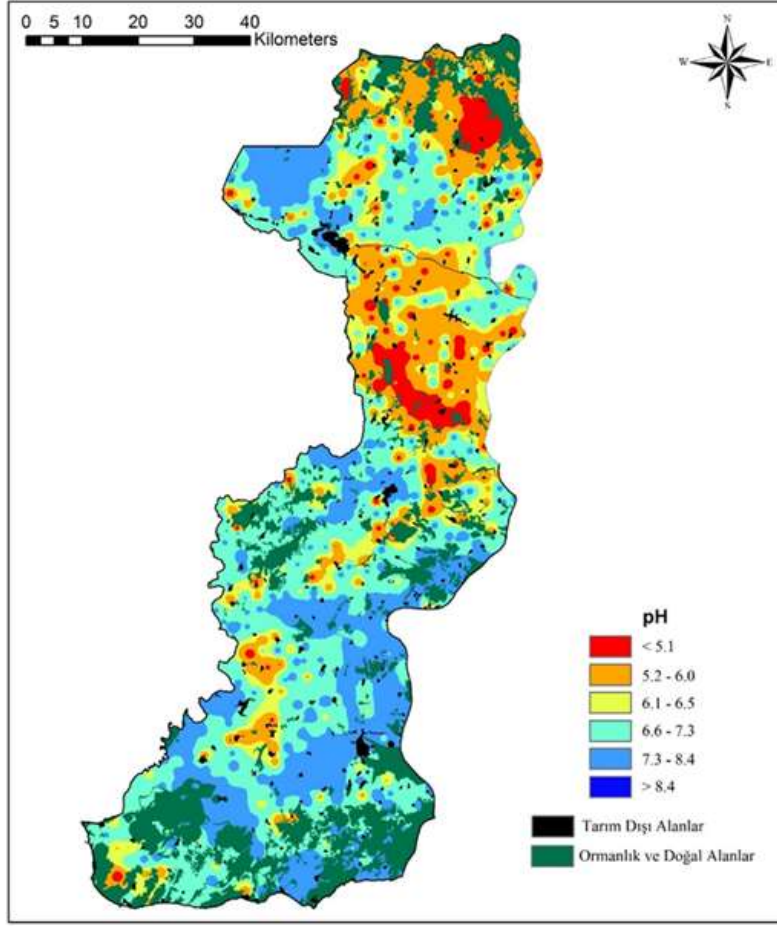 0 5 10 20 30 40
Kilometers
N
W E
S
pH
< 5.1
5.2 - 6.0
6.1 - 6.5
6.6 - 7.3
7.3 - 8.4
> 8.4
Tarım Dışı Alanlar
Ormanlık ve Doğal Alanlar